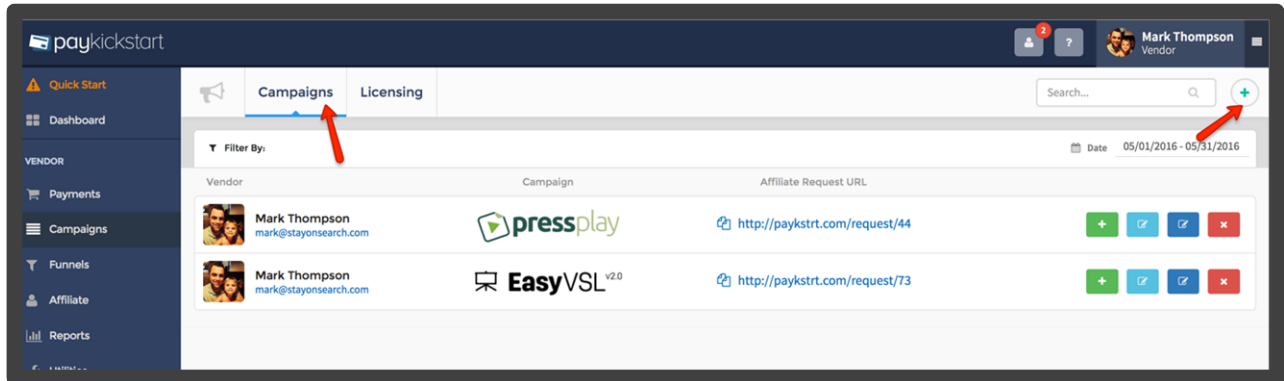 paykickstart
2
?
Mark Thompson
Vendor
Quick Start
Dashboard
VENDOR
Payments
Campaigns
Funnels
Affiliate
Reports
Utilities
Campaigns
Licensing
Search...
Filter By:
Date
05/01/2016 - 05/31/2016
Vendor
Campaign
Affiliate Request URL
Mark Thompson
mark@stayonsearch.com
pressplay
http://paykstrt.com/request/44
Mark Thompson
mark@stayonsearch.com
EasyVSL v2.0
http://paykstrt.com/request/73